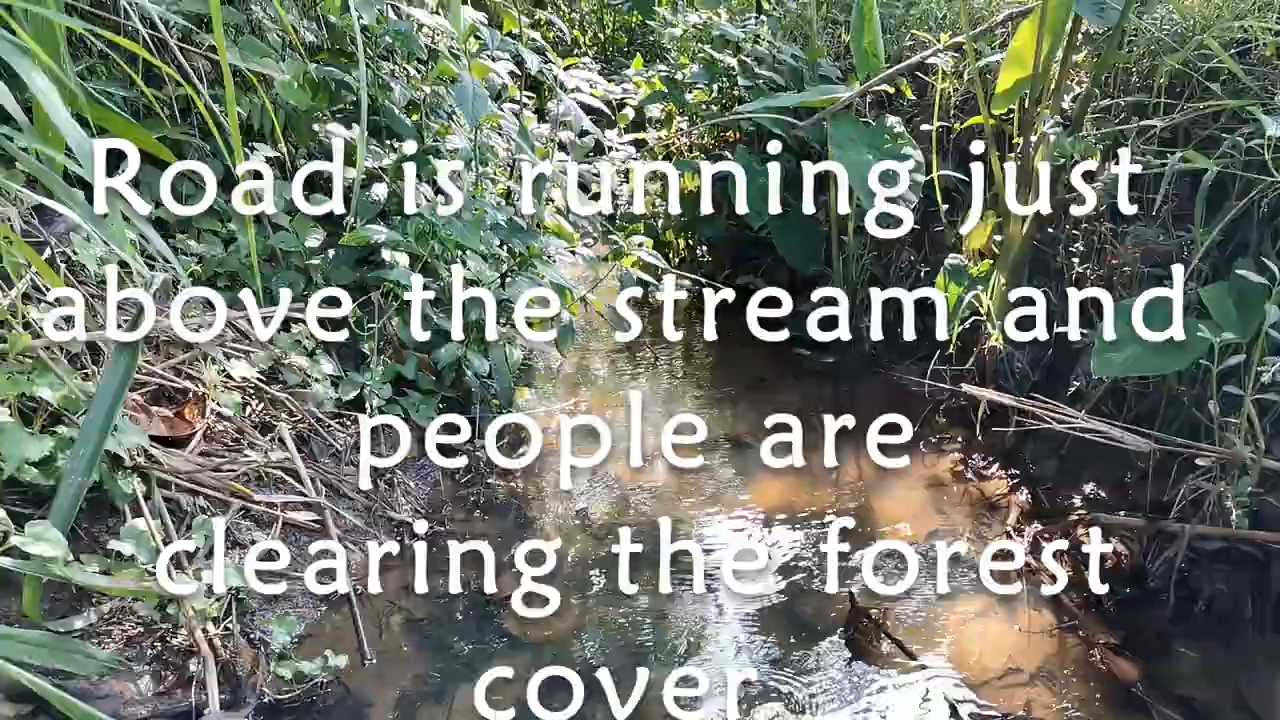 Road is running just
above the stream and
people are
clearing the forest
cover